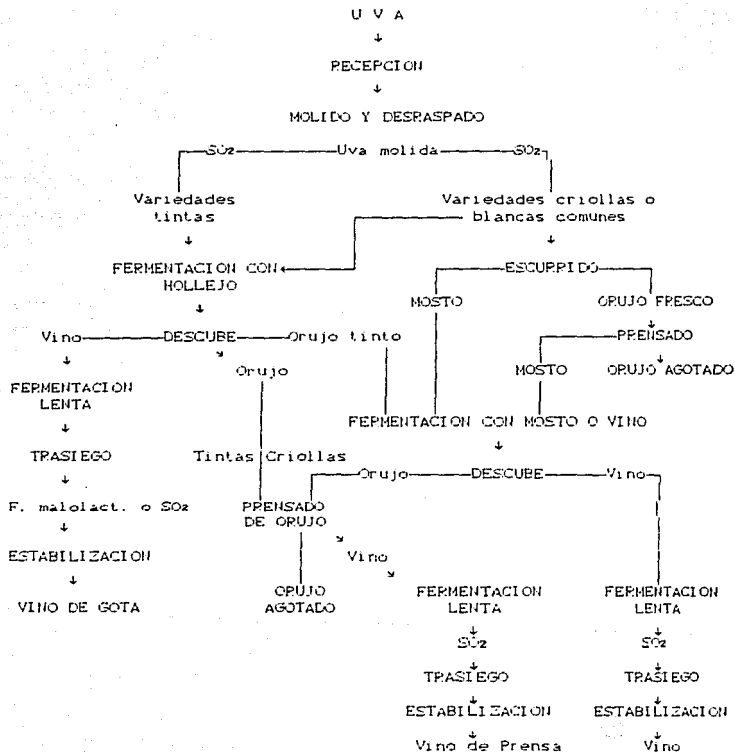 U V A
↓
RECEPCION
↓
MOLIDO Y DESRASPADO
SO2 Uva molida SO2
Variedades tintas
Variedades criollas o blancas comunes
↓ ↓
FERMENTACION CON HOLLEJO
ESCURRIDO
MOSTO ORUJO FRESCO
↓ ↓
Vino DESCUBE Orujo tinto PRENSADO
↓ ↘ ↓
Orujo MOSTO ORUJO AGOTADO
FERMENTACION LENTA
FERMENTACION CON MOSTO O VINO
↓ ↓
TRASIEGO Tintas Criollas
↓ Orujo DESCUBE Vino
F. malolact. o SO2 PRENSADO DE ORUJO
↓ ↘ Vino
ESTABILIZACION ↘
↓
VINO DE GOTA ORUJO AGOTADO
FERMENTACION LENTA FERMENTACION LENTA
↓ ↓
SO2 SO2
↓ ↓
TRASIEGO TRASIEGO
↓ ↓
ESTABILIZACION ESTABILIZACION
↓ ↓
Vino de Prensa Vino